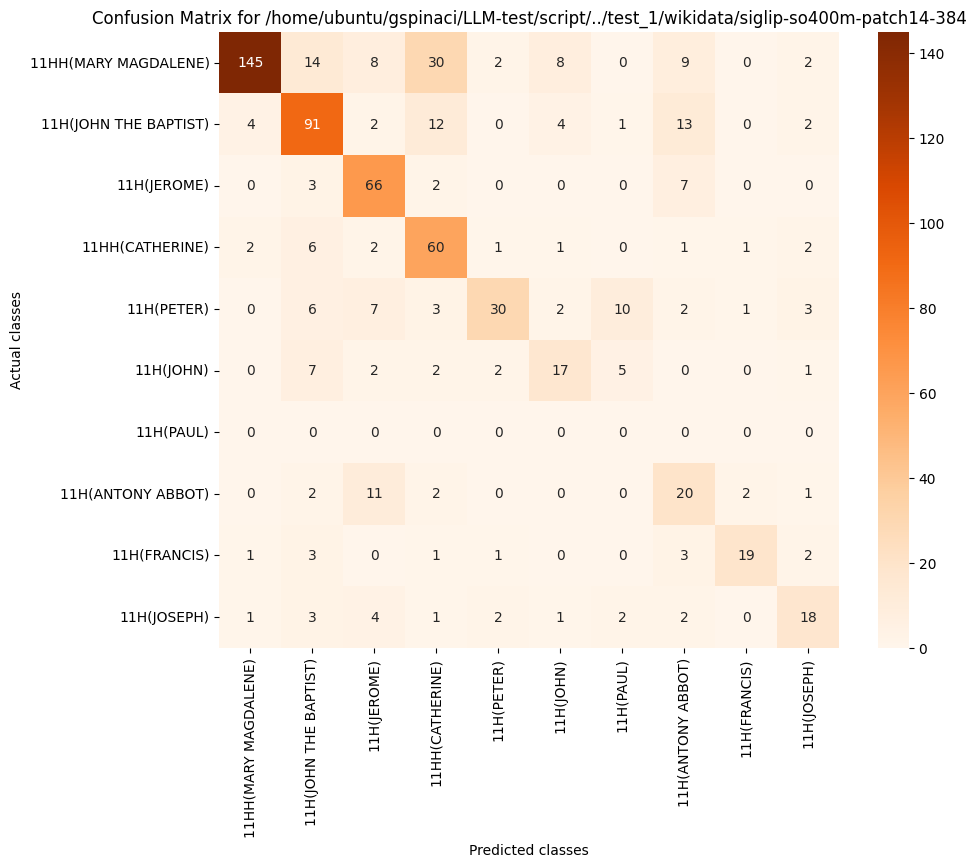 Confusion Matrix for /home/ubuntu/gspinaci/LLM-test/script/../test_1/wikidata/siglip-so400m-patch14-384
11HH(MARY MAGDALENE) 145 14 8 30 2 8 0 9 0 2
11H(JOHN THE BAPTIST) 4 91 2 12 0 4 1 13 0 2
11H(JEROME) 0 3 66 2 0 0 0 7 0 0
11HH(CATHERINE) 2 6 2 60 1 1 0 1 1 2
11H(PETER) 0 6 7 3 30 2 10 2 1 3
11H(JOHN) 0 7 2 2 2 17 5 0 0 1
11H(PAUL) 0 0 0 0 0 0 0 0 0 0
11H(ANTONY ABBOT) 0 2 11 2 0 0 0 20 2 1
11H(FRANCIS) 1 3 0 1 1 0 0 3 19 2
11H(JOSEPH) 1 3 4 1 2 1 2 2 0 18
Actual classes
11HH(MARY MAGDALENE)
11H(JOHN THE BAPTIST)
11H(JEROME)
11HH(CATHERINE)
11H(PETER)
11H(JOHN)
11H(PAUL)
11H(ANTONY ABBOT)
11H(FRANCIS)
11H(JOSEPH)
Predicted classes
140
120
100
80
60
40
20
0